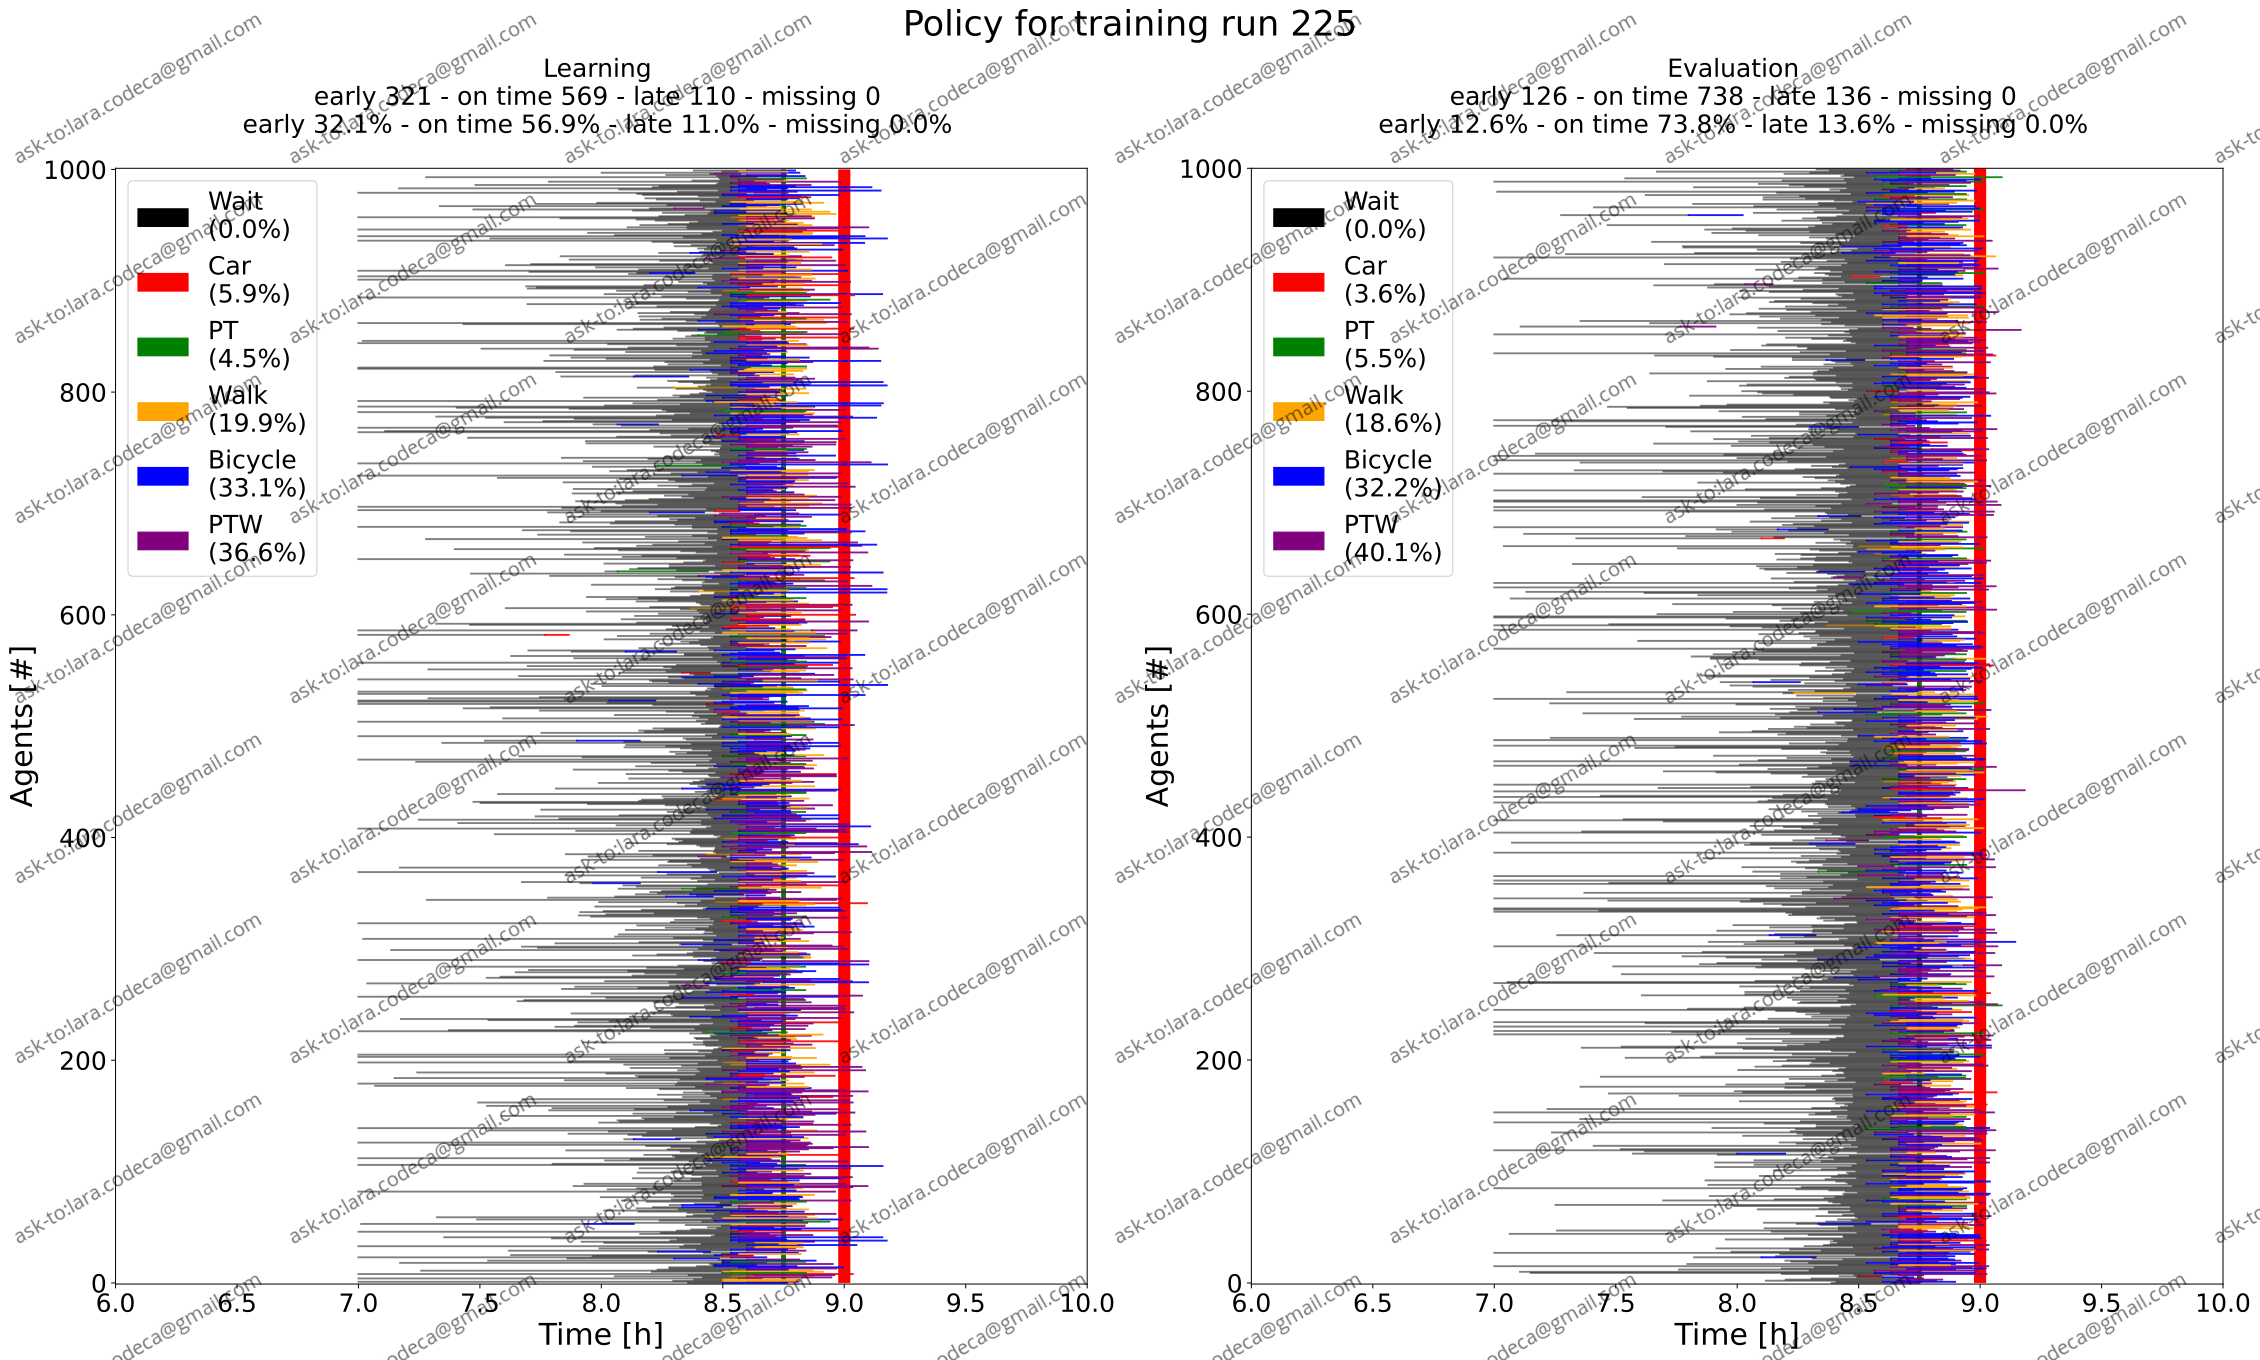 Policy for training run 225
Learning
early 321 - on time 569 - late 110 - missing 0
early 32.1% - on time 56.9% - late 11.0% - missing 0.0%
1000
800
600
400
200
0
Agents [#]
Wait
(0.0%)
Car
(5.9%)
PT
(4.5%)
Walk
(19.9%)
Bicycle
(33.1%)
PTW
(36.6%)
6.0 6.5 7.0 7.5 8.0 8.5 9.0 9.5 10.0
Time [h]
Evaluation
early 126 - on time 738 - late 136 - missing 0
early 12.6% - on time 73.8% - late 13.6% - missing 0.0%
1000
800
600
400
200
0
Agents [#]
Wait
(0.0%)
Car
(3.6%)
PT
(5.5%)
Walk
(18.6%)
Bicycle
(32.2%)
PTW
(40.1%)
6.0 6.5 7.0 7.5 8.0 8.5 9.0 9.5 10.0
Time [h]
ask-to:lara.codeca@gmail.com